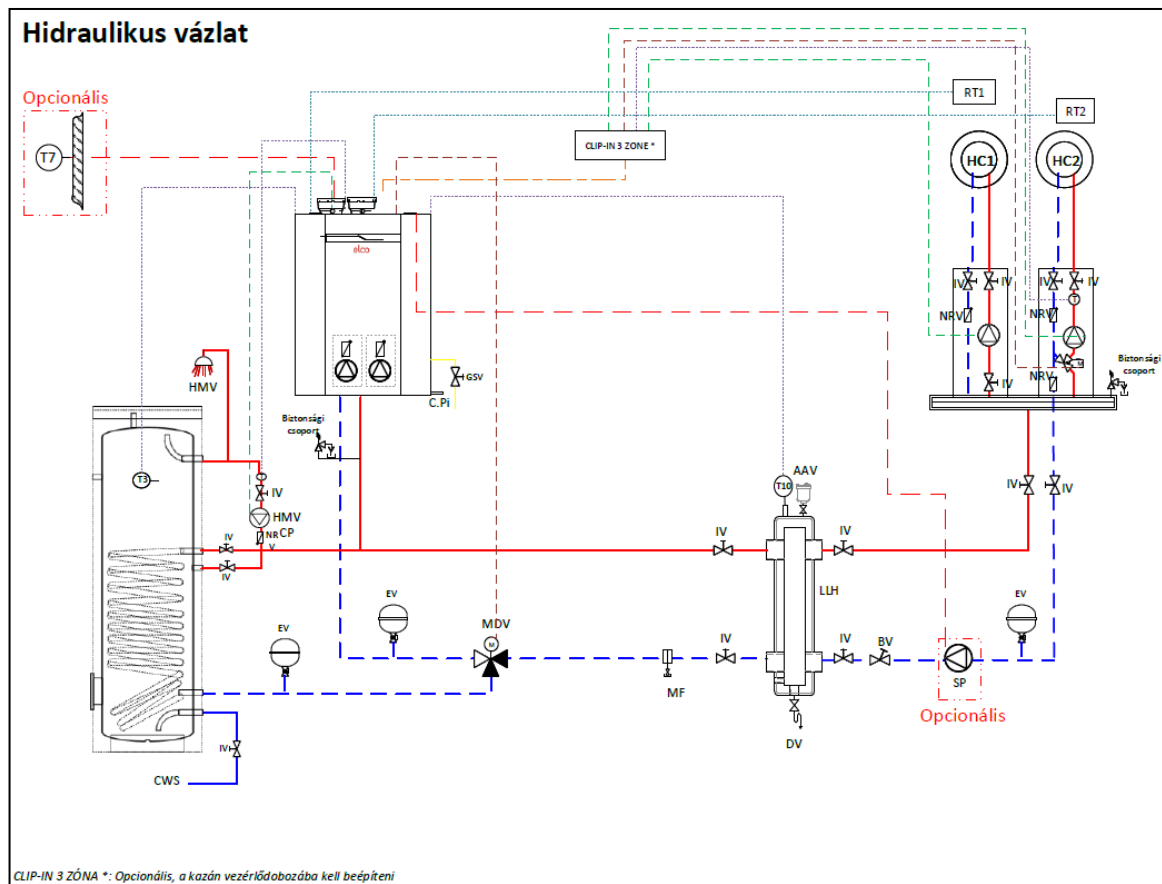 Hidraulikus vázlat
Opcionális
T7
RT1
RT2
CLIP-IN 3 ZONE *
HC1
HC2
elco
IV
IV
IV
IV
NRV
NRV
M
NRV
IV
T
Biztonsági
csoport
GSV
C.Pi
HMV
Biztonsági
csoport
T3
IV
HMV
CP
NR
V
IV
IV
T10
AAV
IV
IV
IV
IV
LLH
EV
EV
MDV
M
MF
IV
IV
BV
SP
EV
Opcionális
DV
IV
CWS
CLIP-IN 3 ZÓNA *: Opcionális, a kazán vezérlődobozába kell beépíteni